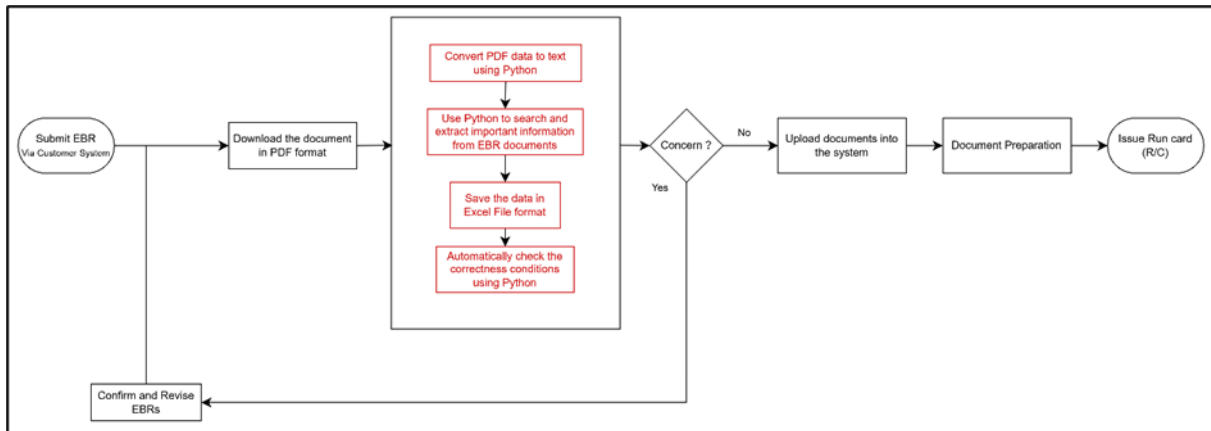 Submit EBR
Via Customer System
Download the document
in PDF format
Convert PDF data to text
using Python
Use Python to search and
extract important information
from EBR documents
Save the data in
Excel File format
Automatically check the
correctness conditions
using Python
Concern ?
No
Yes
Upload documents into
the system
Document Preparation
Issue Run card
(R/C)
Confirm and Revise
EBRs